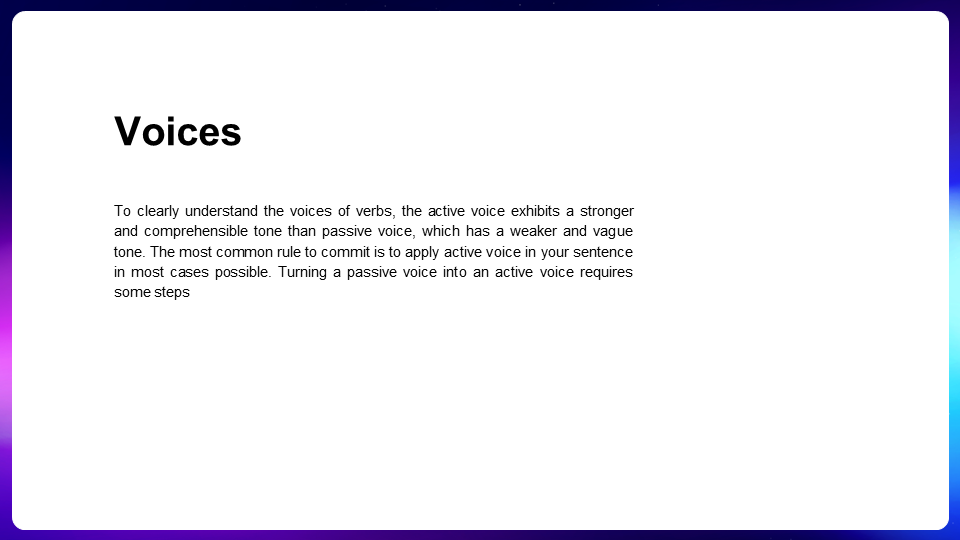 Voices
To clearly understand the voices of verbs, the active voice exhibits a stronger
and comprehensible tone than passive voice, which has a weaker and vague
tone. The most common rule to commit is to apply active voice in your sentence
in most cases possible. Turning a passive voice into an active voice requires
some steps